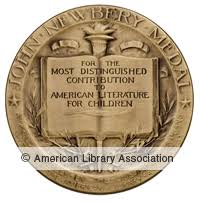 JOHN · NEWBERY · MEDAL
FOR THE
MOST DISTINGUISHED
CONTRIBUTION
TO
AMERICAN LITERATURE
FOR CHILDREN
© American Library Association